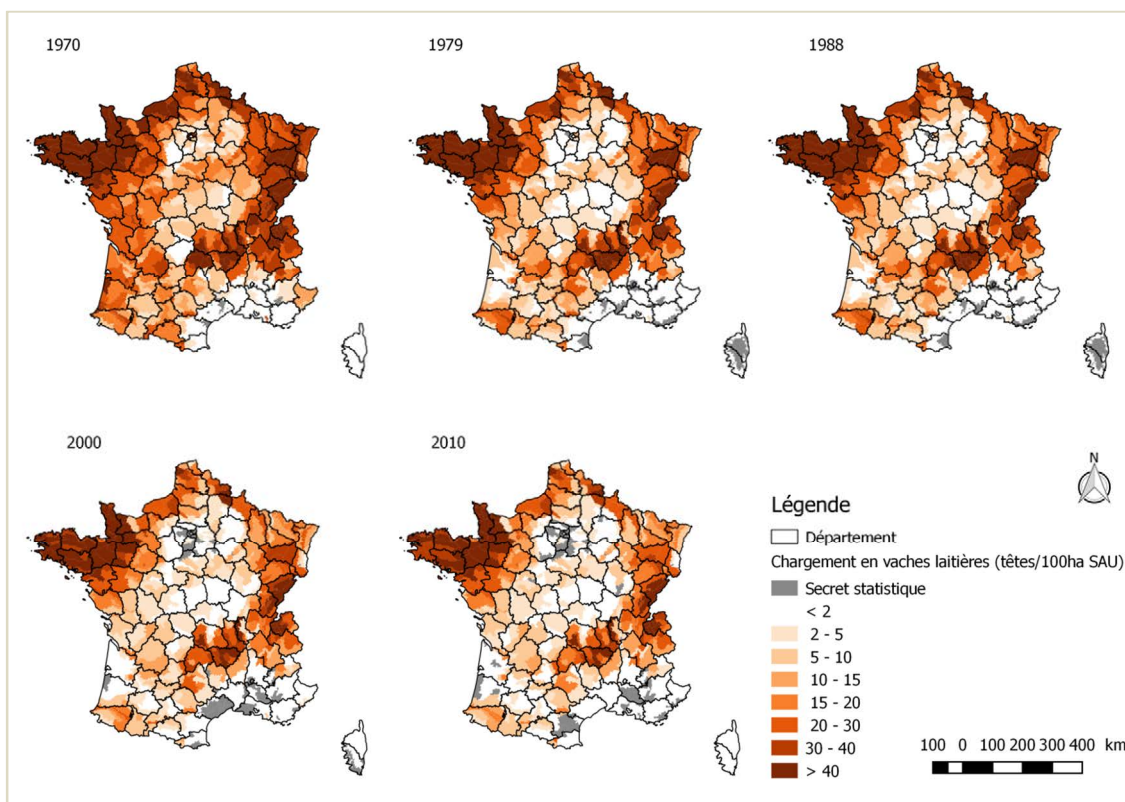 1970
1979
1988
2000
2010
N
Légende
Département
Chargement en vaches laitières (têtes/100ha SAU)
Secret statistique
< 2
2 - 5
5 - 10
10 - 15
15 - 20
20 - 30
30 - 40
> 40
100 0 100 200 300 400 km